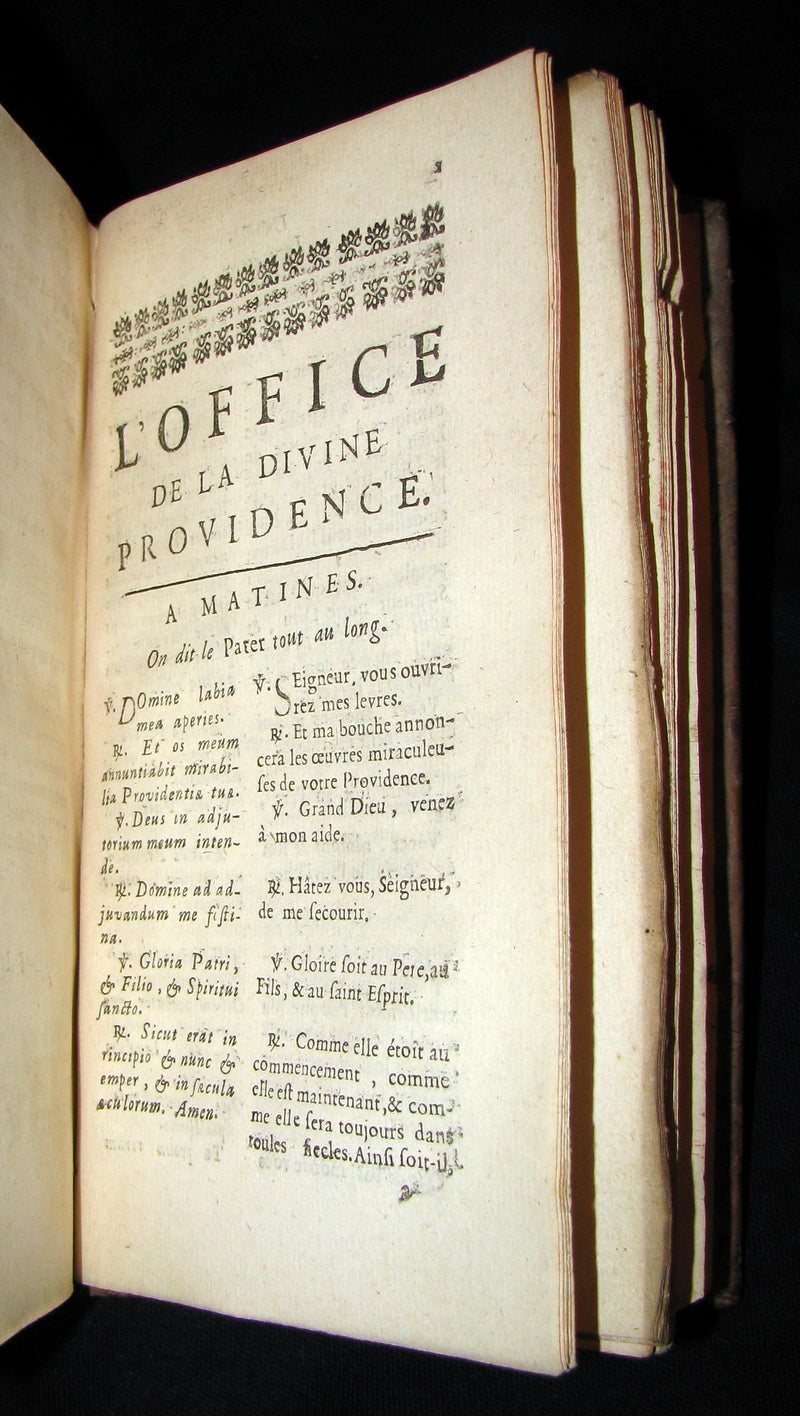 1
L'OFFICE
DE LA DIVINE
PROVIDENCE.
A MATINES.
On dit le Pater tout au long.
℣. DOmine labia
mea aperies.
℟. Et os meum
annuntiabit mirabi-
lia Providentiæ tuæ.
℣. Deus in adju-
torium meum inten-
de.
℟. Domine ad ad-
juvandum me feſti-
na.
℣. Gloria Patri,
& Filio, & Spiritui
ſancto.
℟. Sicut erat in
rincipio & nunc &
emper, & in ſæcula
æculorum. Amen.
℣. SEigneur, vous ouvri-
rez mes levres.
℟. Et ma bouche annon-
cera les œuvres miraculeu-
ſes de votre Providence.
℣. Grand Dieu, venez
à mon aide.
℟. Hâtez vous, Seigneur,
de me ſecourir.
℣. Gloire ſoit au Pere, au
Fils, & au ſaint Eſprit.
℟. Comme elle étoit au
commencement, comme
elle eſt maintenant, & com-
me elle ſera toujours dans
toules ſiecles. Ainſi ſoit-il.
a